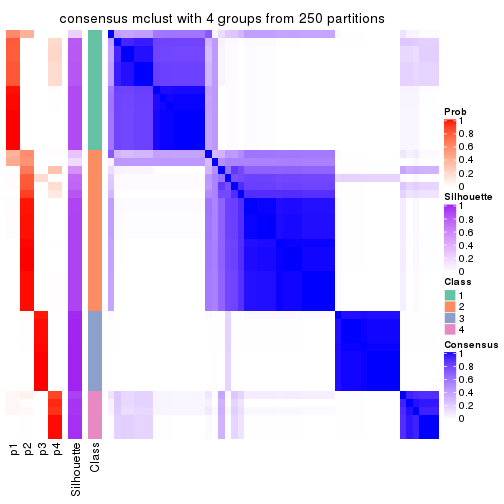 consensus mclust with 4 groups from 250 partitions
Prob
1
0.8
0.6
0.4
0.2
0
Silhouette
1
0.8
0.6
0.4
0.2
0
Class
1
2
3
4
Consensus
1
0.8
0.6
0.4
0.2
0
p1
p2
p3
p4
Silhouette
Class